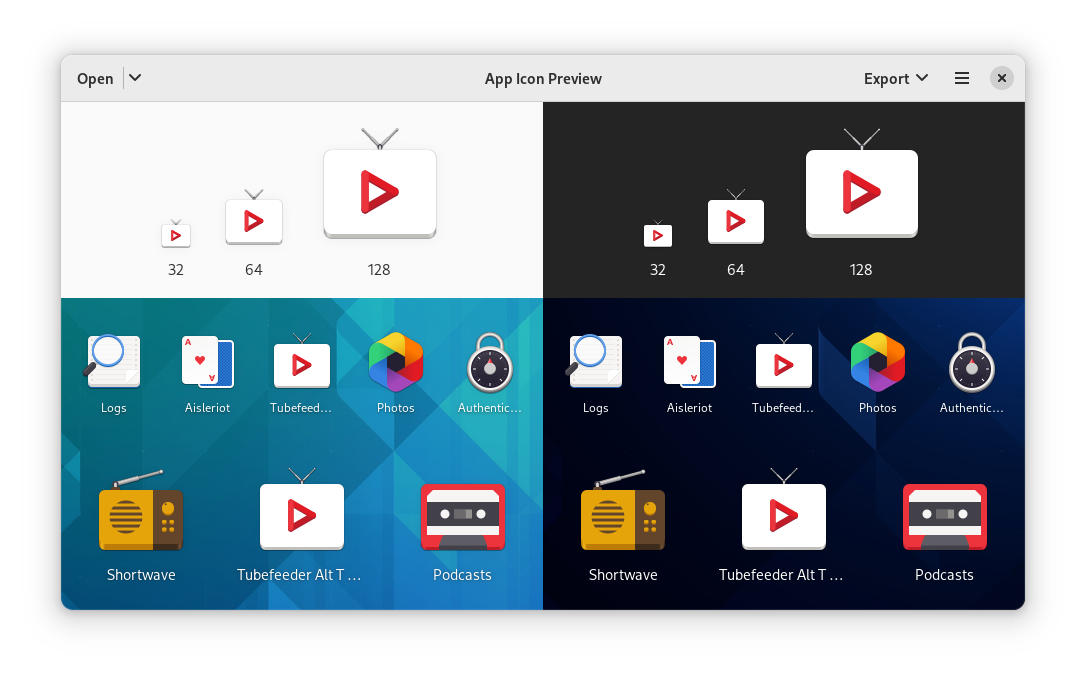 Open App Icon Preview Export
32 64 128 32 64 128
Logs Aisleriot Tubefeed... Photos Authentic... Logs Aisleriot Tubefeed... Photos Authentic...
Shortwave Tubefeeder Alt T ... Podcasts Shortwave Tubefeeder Alt T ... Podcasts